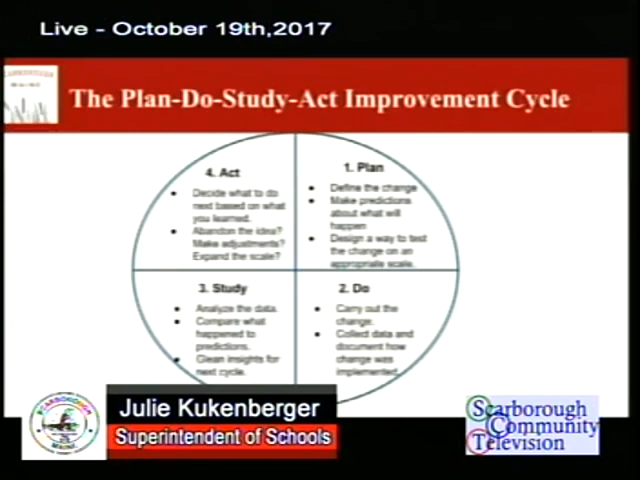 Live - October 19th,2017
The Plan-Do-Study-Act Improvement Cycle
4. Act
Decide what to do
next based on what
you learned.
Abandon the idea?
Make adjustments?
Expand the scale?
1. Plan
Define the change
Make predictions
about what will
happen
Design a way to test
the change on an
appropriate scale.
3. Study
Analyze the data.
Compare what
happened to
predictions.
Glean insights for
next cycle.
2. Do
Carry out the
change.
Collect data and
document how
change was
implemented.
SCARBOROUGH
MAINE
Julie Kukenberger
Superintendent of Schools
Scarborough
Community
Television